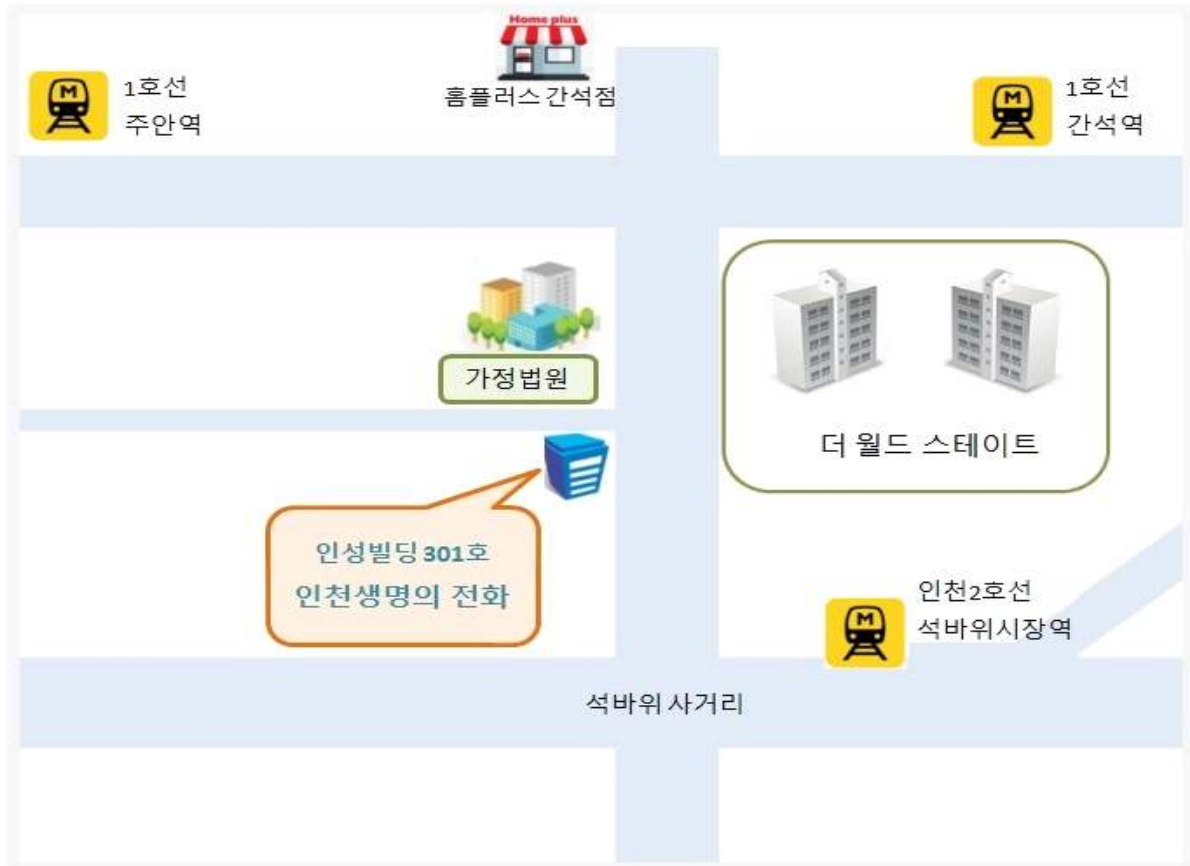 Home plus
홈플러스 간석점
1호선
주안역
1호선
간석역
가정법원
더 월드 스테이트
인성빌딩 301호
인천생명의 전화
인천2호선
석바위시장역
석바위 사거리